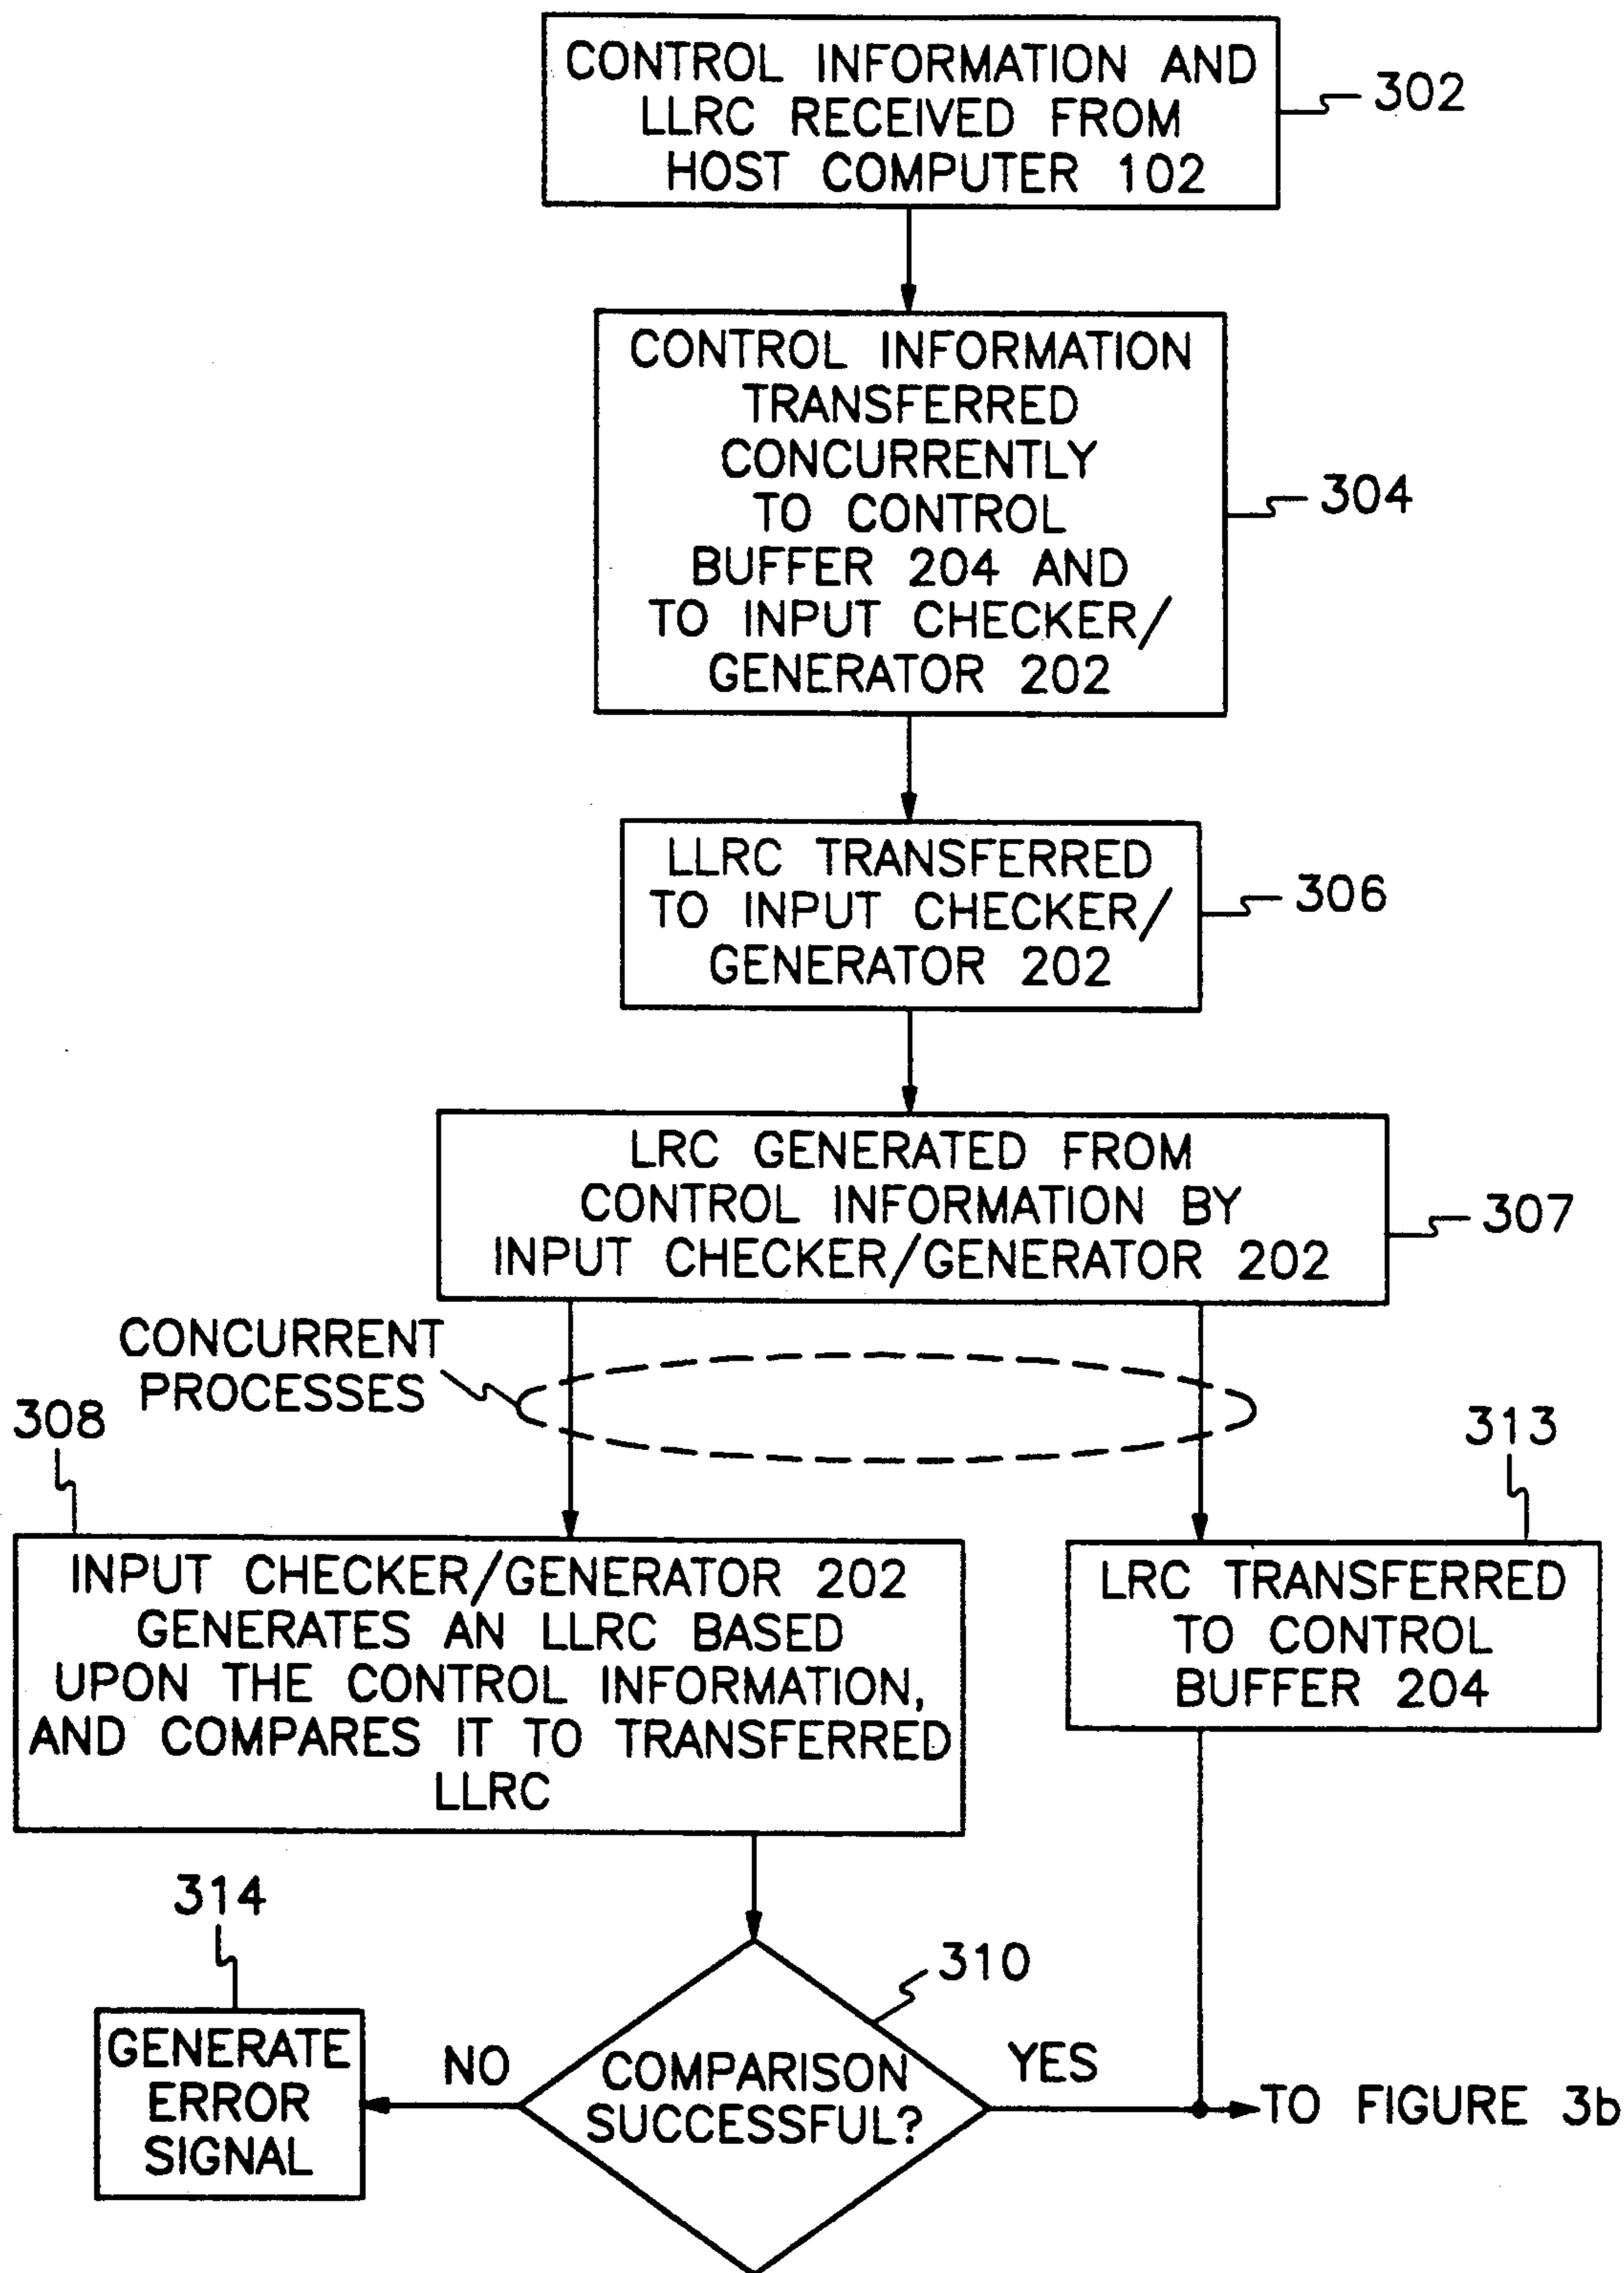 CONTROL INFORMATION AND
LLRC RECEIVED FROM
HOST COMPUTER 102
302
CONTROL INFORMATION
TRANSFERRED
CONCURRENTLY
TO CONTROL
BUFFER 204 AND
TO INPUT CHECKER/
GENERATOR 202
304
LLRC TRANSFERRED
TO INPUT CHECKER/
GENERATOR 202
306
LRC GENERATED FROM
CONTROL INFORMATION BY
INPUT CHECKER/GENERATOR 202
307
CONCURRENT
PROCESSES
308
INPUT CHECKER/GENERATOR 202
GENERATES AN LLRC BASED
UPON THE CONTROL INFORMATION,
AND COMPARES IT TO TRANSFERRED
LLRC
313
LRC TRANSFERRED
TO CONTROL
BUFFER 204
314
GENERATE
ERROR
SIGNAL
NO
310
COMPARISON
SUCCESSFUL?
YES
TO FIGURE 3b